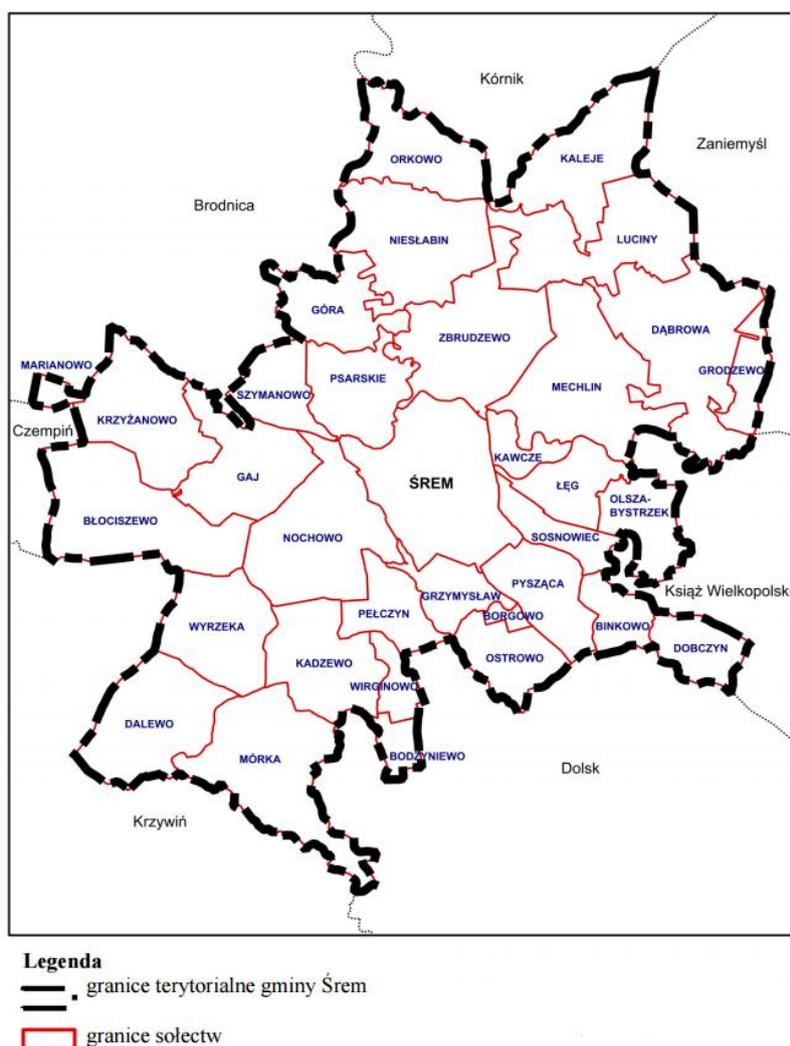 Kórnik
Zaniemyśl
ORKOWO
KALEJE
Brodnica
NIESŁABIN
LUCINY
GÓRA
ZBRUDZEWO
DĄBROWA
MARIANOWO
PSARSKIE
GRODZEWO
SZYMANOWO
MECHLIN
KRZYŻANOWO
Czempiń
KAWCZE
GAJ
ŚREM
ŁĘG
OLSZA-
BYSTRZEK
BŁOCISZEWO
NOCHOWO
SOSNOWIEC
PYSZĄCA
Książ Wielkopolski
GRZYMYSŁAW
PEŁCZYN
BORGOWO
WYRZEKA
BINKOWO
DOBCZYN
OSTROWO
KADZEWO
WIRGINOWO
DALEWO
MÓRKA
BODZYNIEWO
Dolsk
Krzywiń
Legenda
granice terytorialne gminy Śrem
granice sołectw